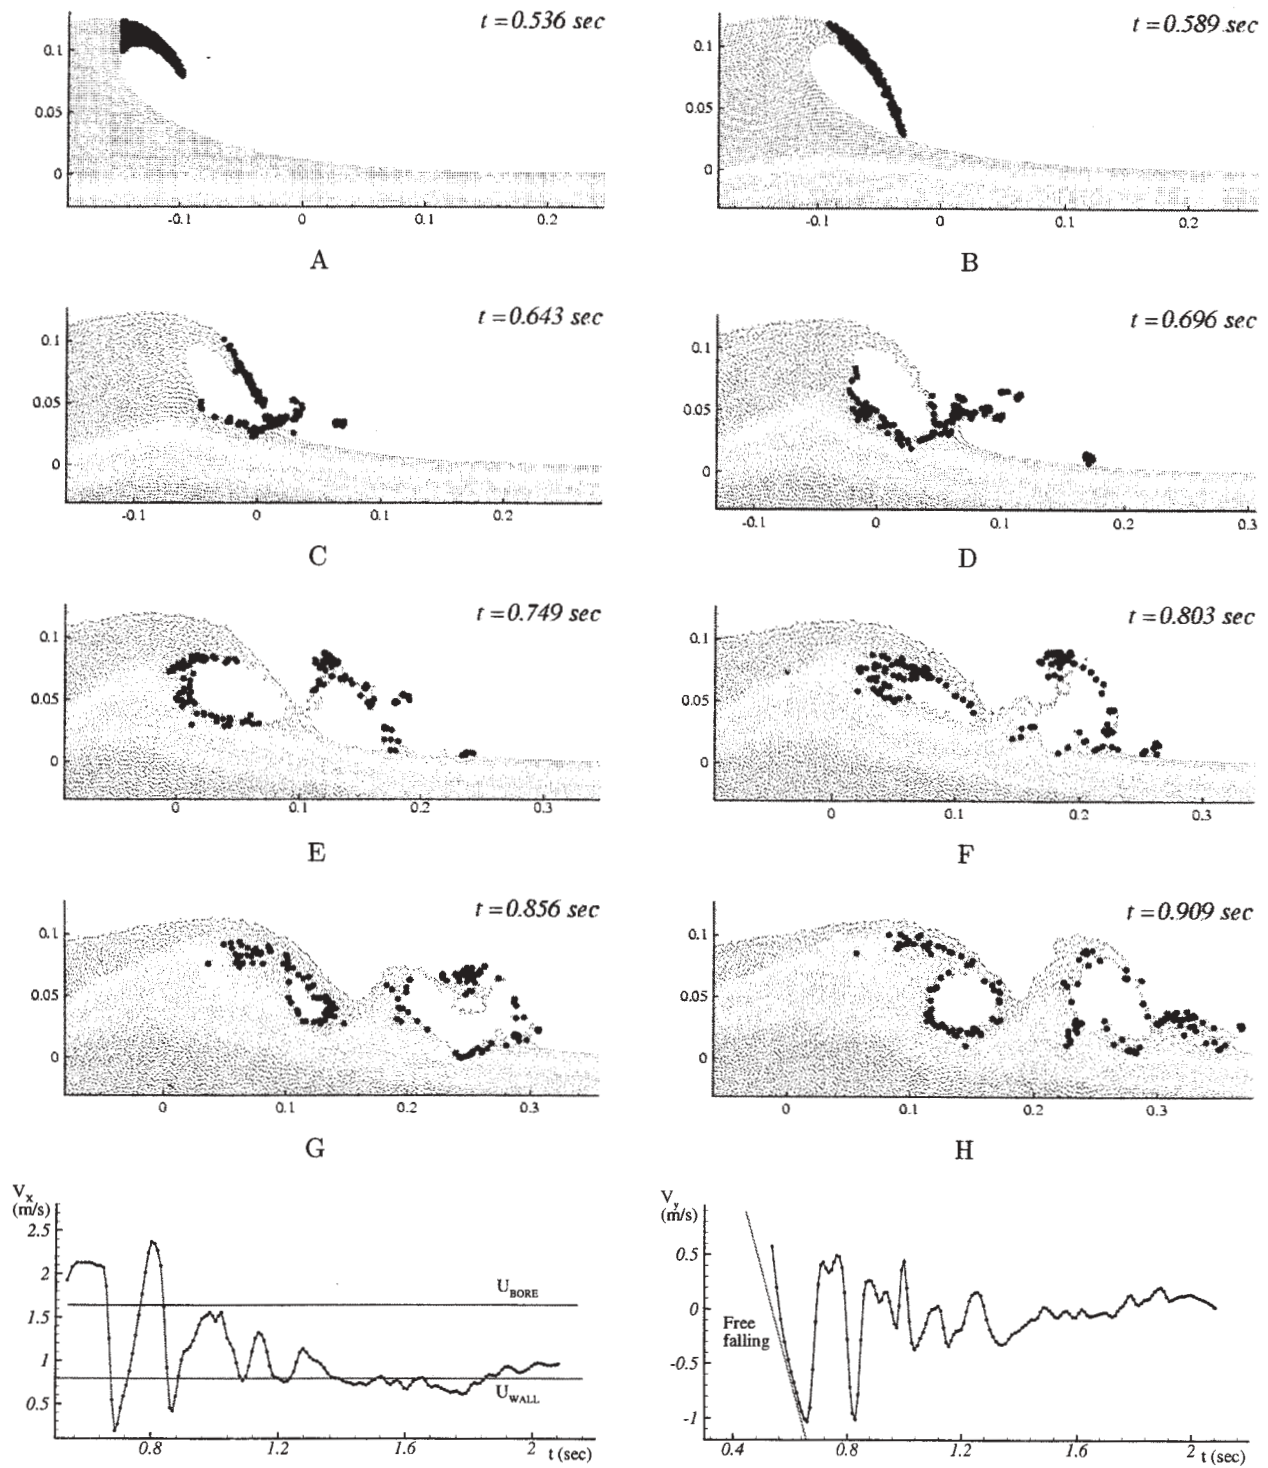 t = 0.536 sec
0.1
0.05
0
-0.1 0 0.1 0.2
A
t = 0.589 sec
0.1
0.05
0
-0.1 0 0.1 0.2
B
t = 0.643 sec
0.1
0.05
0
-0.1 0 0.1 0.2
C
t = 0.696 sec
0.1
0.05
0
-0.1 0 0.1 0.2 0.3
D
t = 0.749 sec
0.1
0.05
0
0 0.1 0.2 0.3
E
t = 0.803 sec
0.1
0.05
0
0 0.1 0.2 0.3
F
t = 0.856 sec
0.1
0.05
0
0 0.1 0.2 0.3
G
t = 0.909 sec
0.1
0.05
0
0 0.1 0.2 0.3
H
Vx
(m/s)
2.5
2
1.5
1
0.5
UBORE
UWALL
0.8 1.2 1.6 2 t (sec)
Vy
(m/s)
0.5
0
-0.5
-1
Free
falling
0.4 0.8 1.2 1.6 2 t (sec)